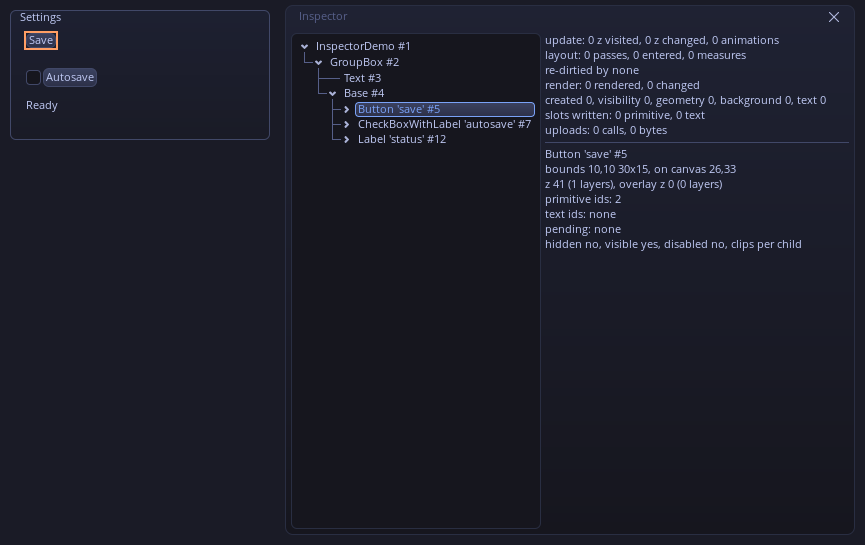 Settings
Save
Autosave
Ready
Inspector
InspectorDemo #1
GroupBox #2
Text #3
Base #4
Button 'save' #5
CheckBoxWithLabel 'autosave' #7
Label 'status' #12
update: 0 z visited, 0 z changed, 0 animations
layout: 0 passes, 0 entered, 0 measures
re-dirtied by none
render: 0 rendered, 0 changed
created 0, visibility 0, geometry 0, background 0, text 0
slots written: 0 primitive, 0 text
uploads: 0 calls, 0 bytes
Button 'save' #5
bounds 10,10 30x15, on canvas 26,33
z 41 (1 layers), overlay z 0 (0 layers)
primitive ids: 2
text ids: none
pending: none
hidden no, visible yes, disabled no, clips per child